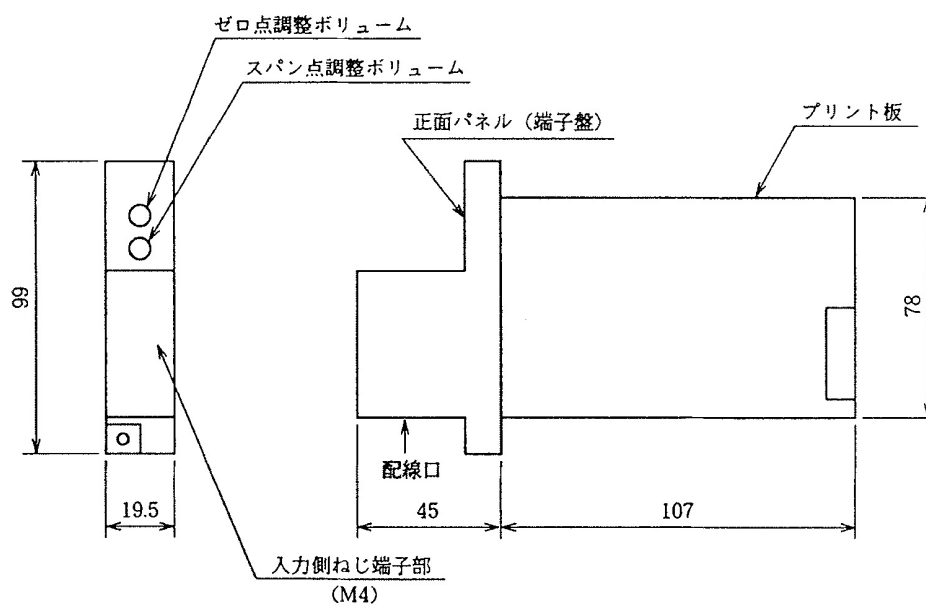 ゼロ点調整ボリューム
スパン点調整ボリューム
正面パネル（端子盤）
プリント板
99
78
配線口
19.5
45
107
入力側ねじ端子部
（M4）